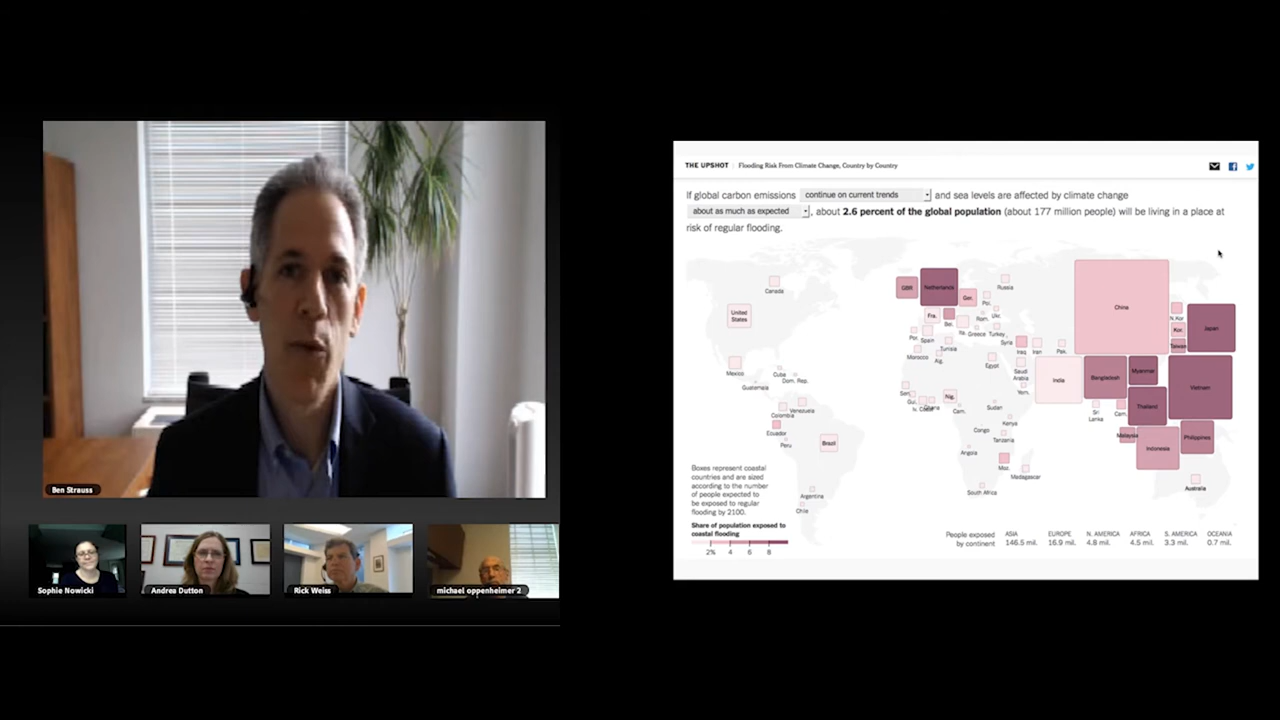 Ben Strauss
Sophie Nowicki
Andrea Dutton
Rick Weiss
michael oppenheimer 2
THE UPSHOT | Flooding Risk From Climate Change, Country by Country
If global carbon emissions continue on current trends and sea levels are affected by climate change
about as much as expected , about 2.6 percent of the global population (about 177 million people) will be living in a place at
risk of regular flooding.
Canada
United
States
Mexico
Cuba
Dom. Rep.
Guatemala
Venezuela
Colombia
Ecuador
Peru
Brazil
Argentina
Chile
GBR
Netherlands
Ger.
Russia
Pol.
Fra.
Bel.
Rom.
Ukr.
Por.
Spain
Ita.
Greece
Turkey
Morocco
Alg.
Tunisia
Syria
Iraq
Iran
Pak.
Egypt
Saudi
Arabia
Yem.
Sen.
Gui.
Ghana
Nig.
Cam.
Sudan
Kenya
Congo
Tanzania
Angola
Moz.
Madagascar
South Africa
China
N. Kor
Kor.
Japan
Taiwan
India
Bangladesh
Myanmar
Vietnam
Thailand
Sri
Lanka
Cam.
Malaysia
Indonesia
Philippines
Australia
Boxes represent coastal
countries and are sized
according to the number
of people expected to
be exposed to regular
flooding by 2100.
Share of population exposed to
coastal flooding
2% 4 6 8
People exposed
by continent
ASIA EUROPE N. AMERICA AFRICA S. AMERICA OCEANIA
146.5 mil. 16.9 mil. 4.8 mil. 4.5 mil. 3.3 mil. 0.7 mil.